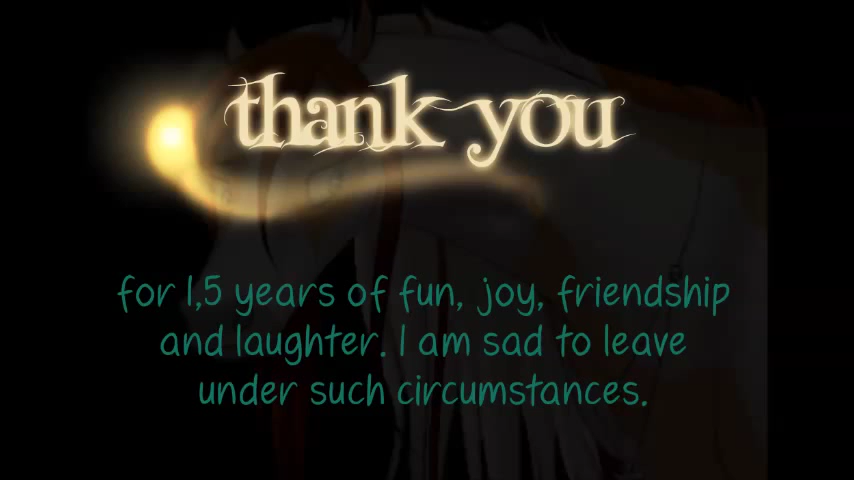 thank you
for 1,5 years of fun, joy, friendship
and laughter. I am sad to leave
under such circumstances.